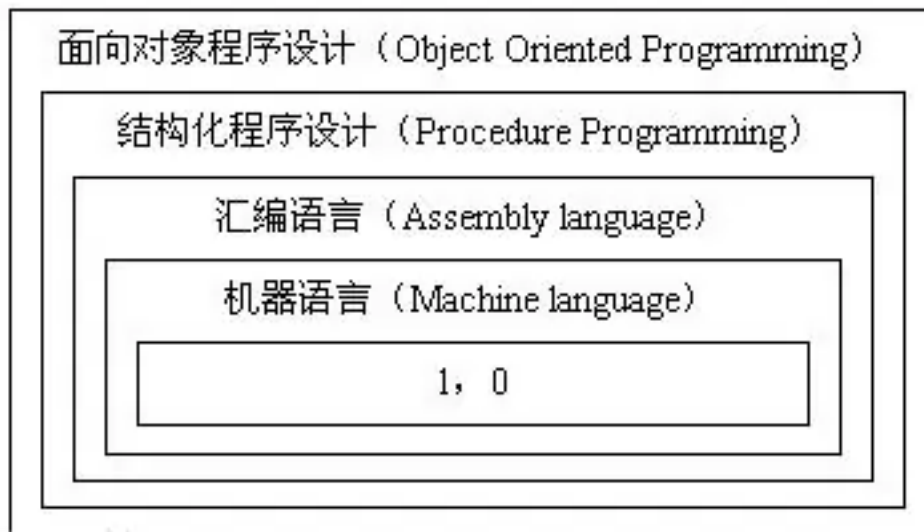 面向对象程序设计（Object Oriented Programming）
结构化程序设计（Procedure Programming）
汇编语言（Assembly language）
机器语言（Machine language）
1，0